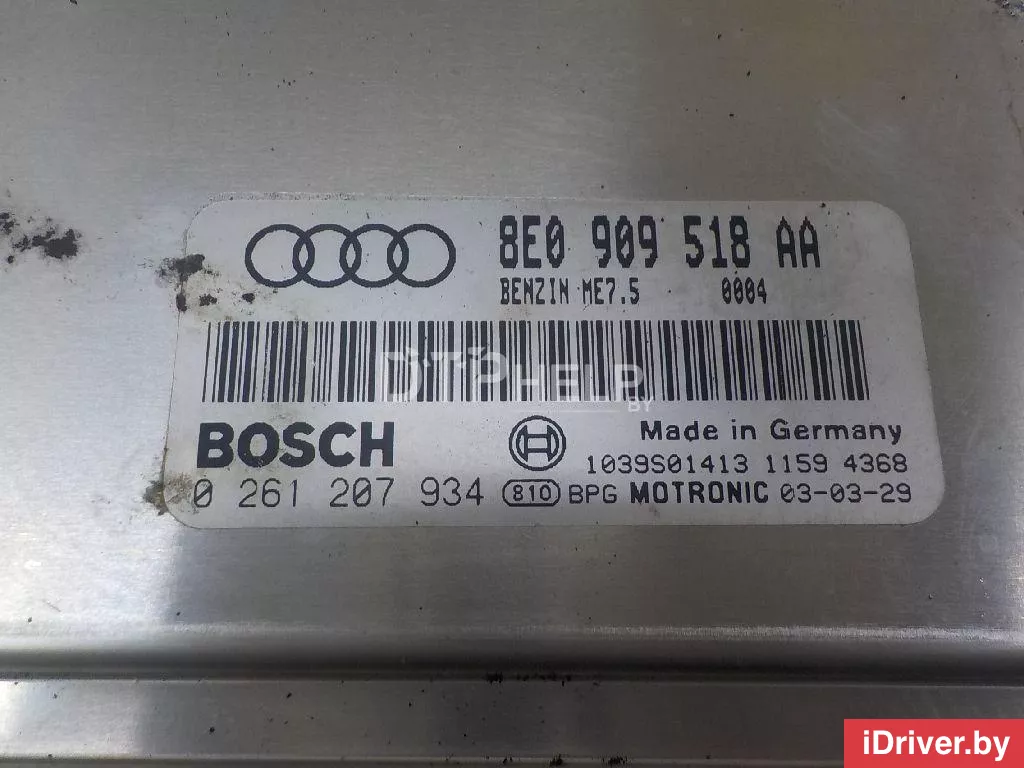 8E0 909 518 AA
BENZIN ME7.5 0004
DTPHELP
BY
BOSCH
Made in Germany
1039S01413 1159 4368
0 261 207 934 810 BPG MOTRONIC 03-03-29
iDriver.by